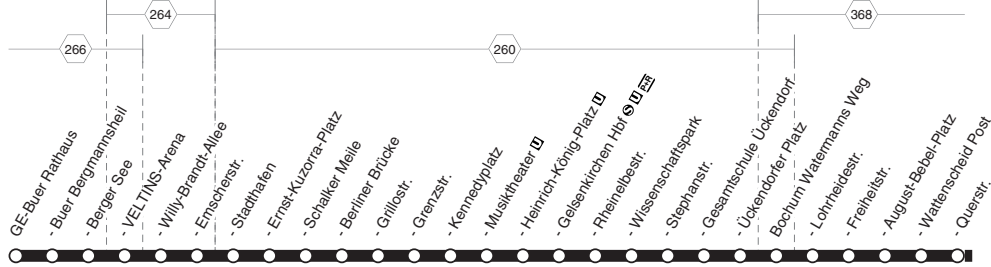 264
368
266
260
GE-Buer Rathaus
- Buer Bergmannsheil
- Berger See
- VELTINS-Arena
- Willy-Brandt-Allee
- Emscherstr.
- Stadthafen
- Ernst-Kuzorra-Platz
- Schalker Meile
- Berliner Brücke
- Grillostr.
- Grenzstr.
- Kennedyplatz
- Musiktheater U
- Heinrich-König-Platz U
- Gelsenkirchen Hbf S U P+R
- Rheinelbestr.
- Wissenschaftspark
- Stephanstr.
- Gesamtschule Ückendorf
- Ückendorfer Platz
Bochum Watermanns Weg
- Lohrheidestr.
- Freiheitstr.
- August-Bebel-Platz
- Wattenscheid Post
- Querstr.